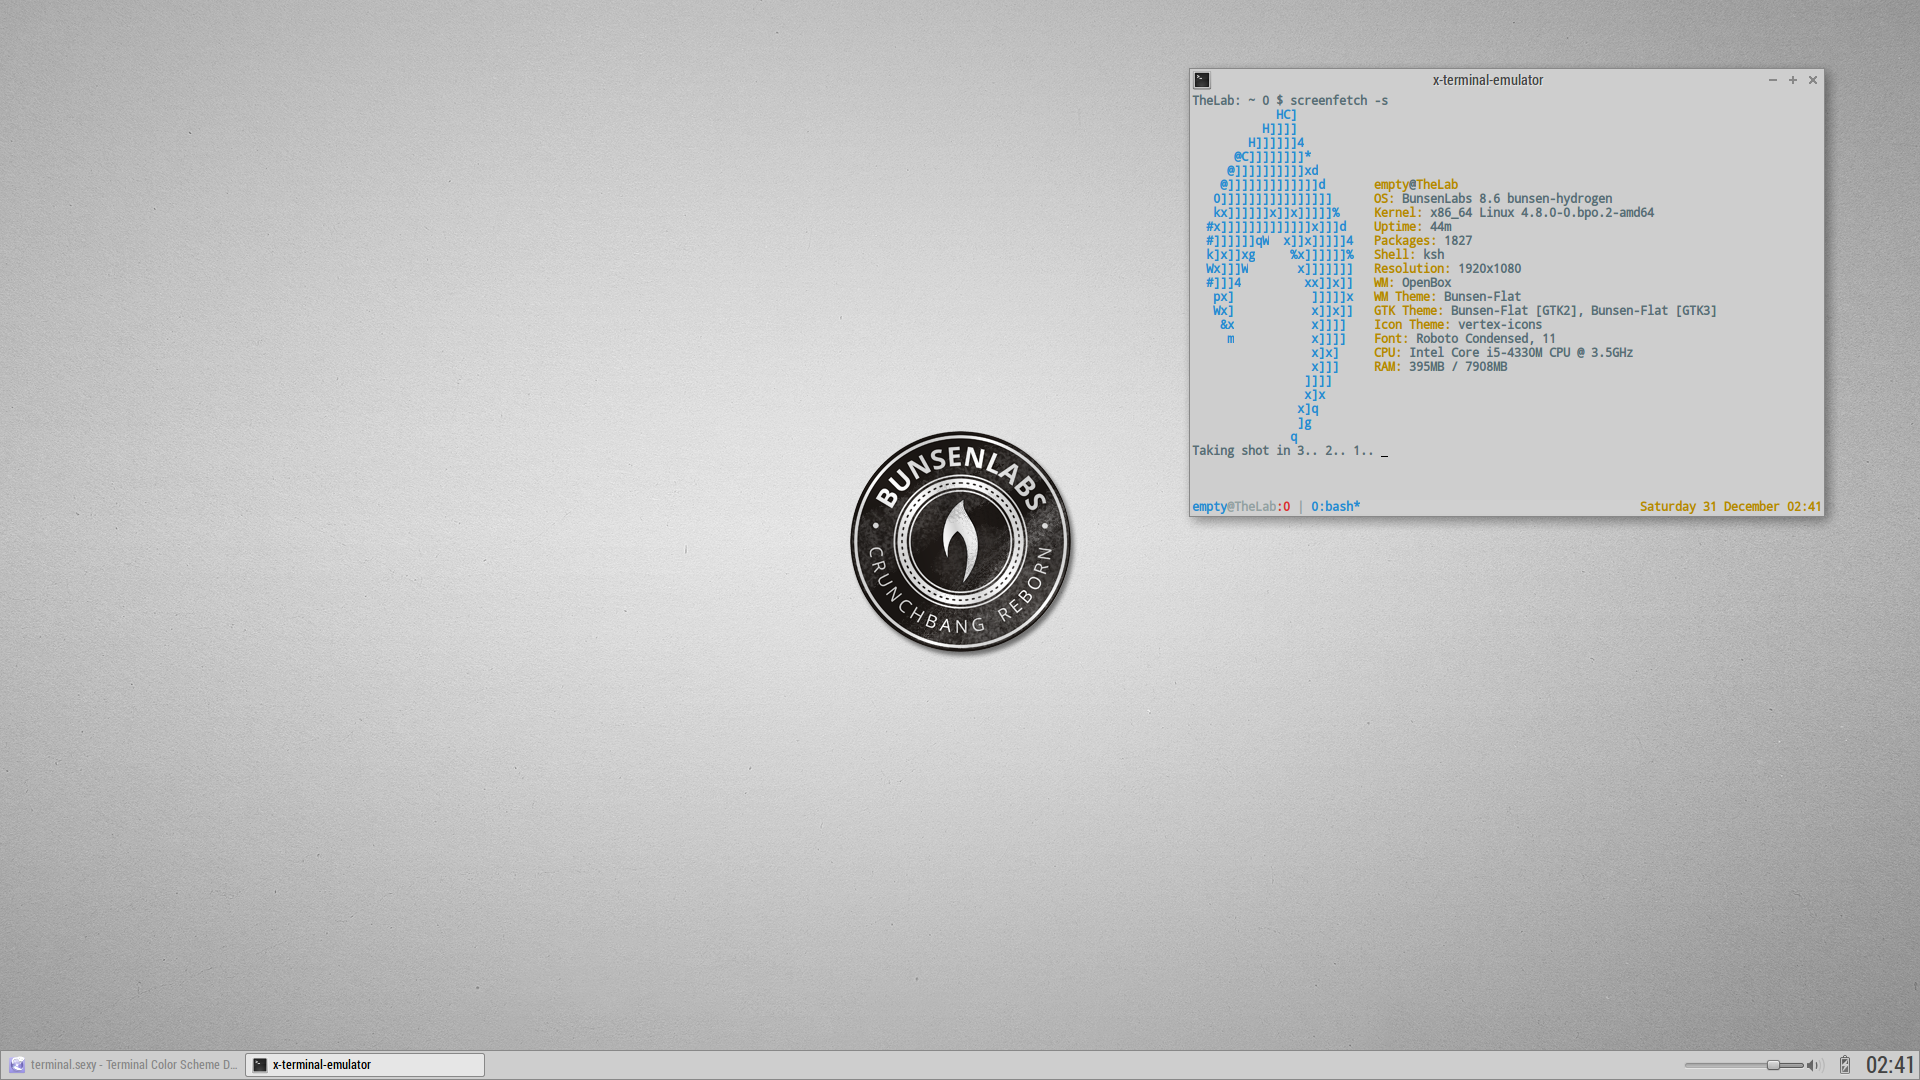 x-terminal-emulator
TheLab: ~ 0 $ screenfetch -s
HC]
H]]]]
H]]]]]]4
@C]]]]]]]]*
@]]]]]]]]]]xd
@]]]]]]]]]]]]]d empty@TheLab
0]]]]]]]]]]]]]]]] OS: BunsenLabs 8.6 bunsen-hydrogen
kx]]]]]]x]]x]]]]]% Kernel: x86_64 Linux 4.8.0-0.bpo.2-amd64
#x]]]]]]]]]]]]]x]]]d Uptime: 44m
#]]]]]]qW x]]x]]]]]4 Packages: 1827
k]x]]xg %x]]]]]]% Shell: ksh
Wx]]]W x]]]]]]] Resolution: 1920x1080
#]]]4 xx]]x]] WM: OpenBox
px] ]]]]]x WM Theme: Bunsen-Flat
Wx] x]]x]] GTK Theme: Bunsen-Flat [GTK2], Bunsen-Flat [GTK3]
&x x]]]] Icon Theme: vertex-icons
m x]]]] Font: Roboto Condensed, 11
x]x] CPU: Intel Core i5-4330M CPU @ 3.5GHz
x]]] RAM: 395MB / 7908MB
]]]]
x]x
x]q
]g
q
Taking shot in 3.. 2.. 1.. _
empty@TheLab:0 | 0:bash* Saturday 31 December 02:41
BUNSENLABS
CRUNCHBANG REBORN
terminal.sexy - Terminal Color Scheme D... x-terminal-emulator 02:41